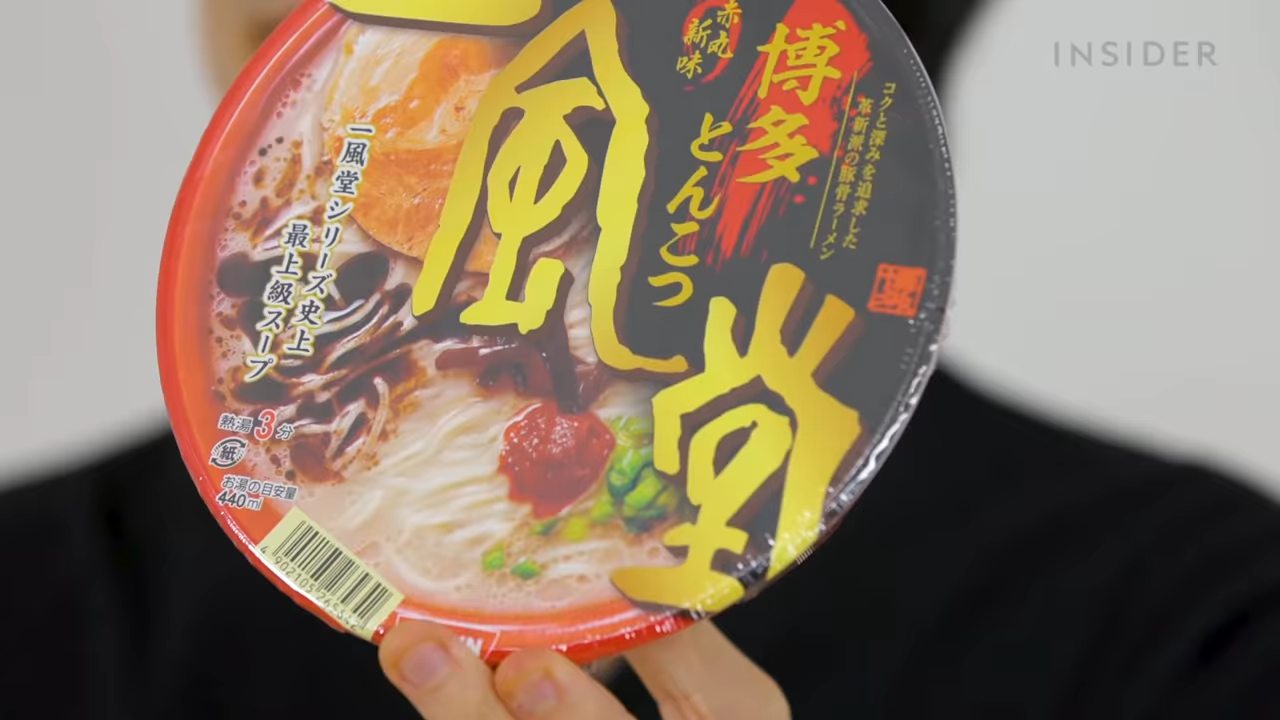 INSIDER
赤丸
新味
博多
とんこつ
コクと深みを追求した
革新派の豚骨ラーメン
風堂
一風堂シリーズ史上
最上級スープ
熱湯3分
紙
お湯の目安量
440ml